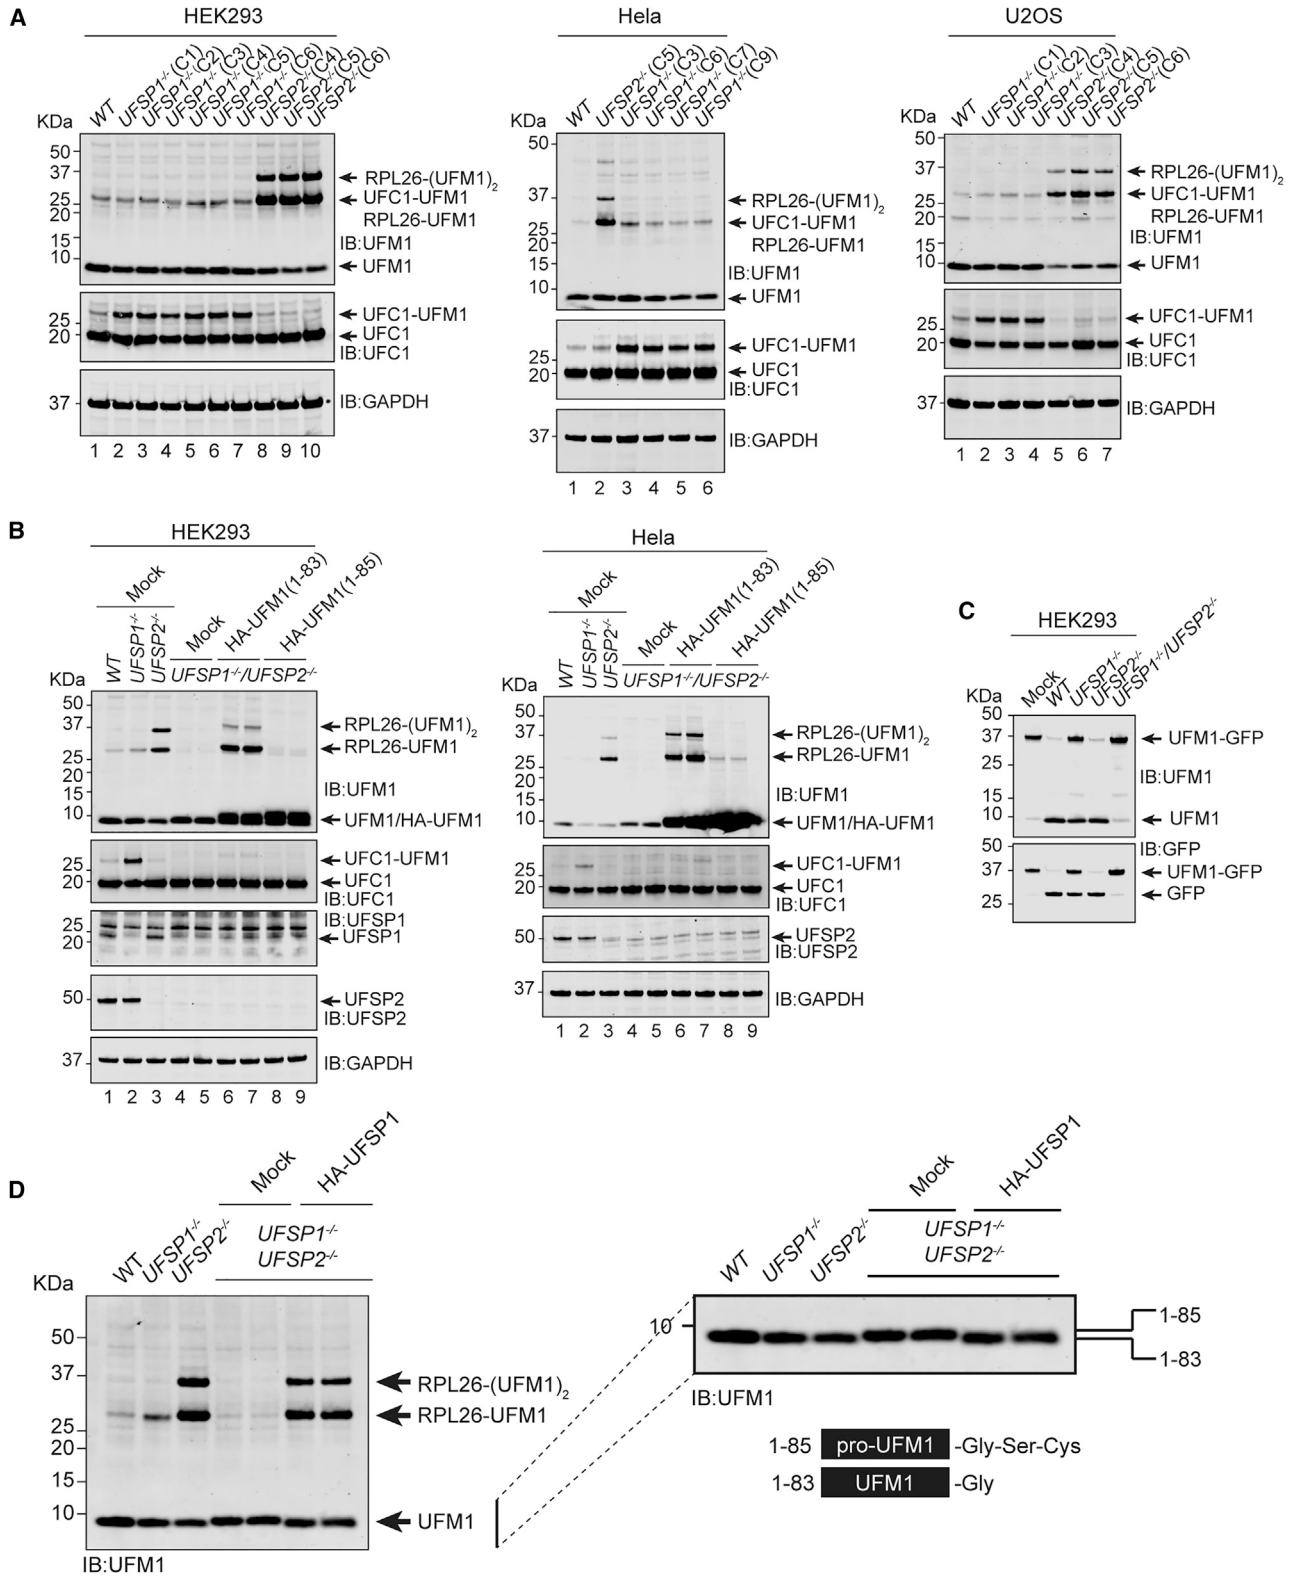 A
HEK293
WT
UFSP1-/-(C1)
UFSP1-/-(C2)
UFSP1-/-(C3)
UFSP1-/-(C4)
UFSP1-/-(C5)
UFSP1-/-(C6)
UFSP2-/-(C4)
UFSP2-/-(C5)
UFSP2-/-(C6)
KDa
50
37
25
20
15
10
RPL26-(UFM1)2
UFC1-UFM1
RPL26-UFM1
IB:UFM1
UFM1
25
20
UFC1-UFM1
UFC1
IB:UFC1
37
IB:GAPDH
1 2 3 4 5 6 7 8 9 10
Hela
WT
UFSP2-/-(C5)
UFSP1-/-(C3)
UFSP1-/-(C6)
UFSP1-/-(C7)
UFSP1-/-(C9)
KDa
50
37
25
20
15
10
RPL26-(UFM1)2
UFC1-UFM1
RPL26-UFM1
IB:UFM1
UFM1
25
20
UFC1-UFM1
UFC1
IB:UFC1
37
IB:GAPDH
1 2 3 4 5 6
U2OS
WT
UFSP1-/-(C1)
UFSP1-/-(C2)
UFSP1-/-(C3)
UFSP2-/-(C4)
UFSP2-/-(C5)
UFSP2-/-(C6)
KDa
50
37
25
20
15
10
RPL26-(UFM1)2
UFC1-UFM1
RPL26-UFM1
IB:UFM1
UFM1
25
20
UFC1-UFM1
UFC1
IB:UFC1
37
IB:GAPDH
1 2 3 4 5 6 7
B
HEK293
Mock
WT
UFSP1-/-
UFSP2-/-
Mock
HA-UFM1(1-83)
HA-UFM1(1-85)
UFSP1-/-/UFSP2-/-
KDa
50
37
25
20
15
10
RPL26-(UFM1)2
RPL26-UFM1
IB:UFM1
UFM1/HA-UFM1
25
20
UFC1-UFM1
UFC1
IB:UFC1
25
20
IB:UFSP1
UFSP1
50
UFSP2
IB:UFSP2
37
IB:GAPDH
1 2 3 4 5 6 7 8 9
Hela
Mock
WT
UFSP1-/-
UFSP2-/-
Mock
HA-UFM1(1-83)
HA-UFM1(1-85)
UFSP1-/-/UFSP2-/-
KDa
50
37
25
20
15
10
RPL26-(UFM1)2
RPL26-UFM1
IB:UFM1
UFM1/HA-UFM1
25
20
UFC1-UFM1
UFC1
IB:UFC1
50
UFSP2
IB:UFSP2
37
IB:GAPDH
1 2 3 4 5 6 7 8 9
C
HEK293
Mock
WT
UFSP1-/-
UFSP2-/-
UFSP1-/-/UFSP2-/-
KDa
50
37
25
15
10
UFM1-GFP
IB:UFM1
UFM1
50
37
25
IB:GFP
UFM1-GFP
GFP
D
WT
UFSP1-/-
UFSP2-/-
Mock
HA-UFSP1
UFSP1-/-
UFSP2-/-
KDa
50
37
25
20
15
10
RPL26-(UFM1)2
RPL26-UFM1
UFM1
IB:UFM1
WT
UFSP1-/-
UFSP2-/-
Mock
HA-UFSP1
UFSP1-/-
UFSP2-/-
10
1-85
1-83
IB:UFM1
1-85 pro-UFM1 -Gly-Ser-Cys
1-83 UFM1 -Gly